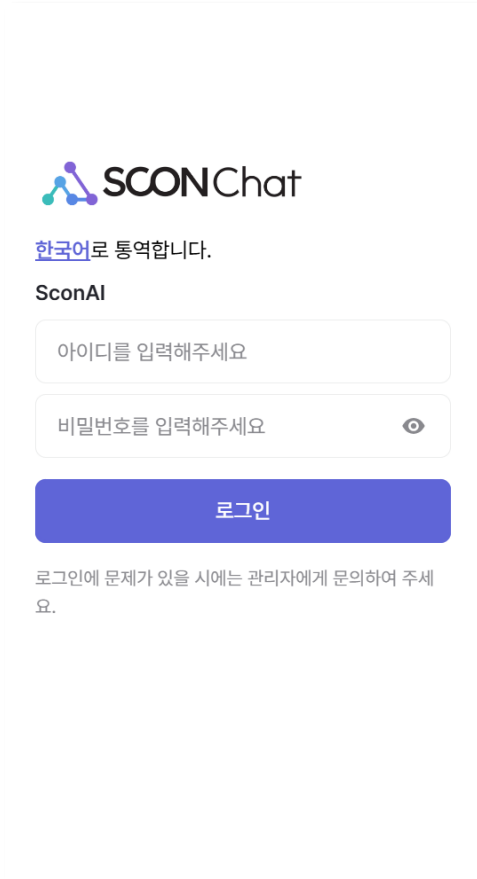 SCON Chat
한국어로 통역합니다.
SconAI
아이디를 입력해주세요
비밀번호를 입력해주세요
로그인
로그인에 문제가 있을 시에는 관리자에게 문의하여 주세
요.